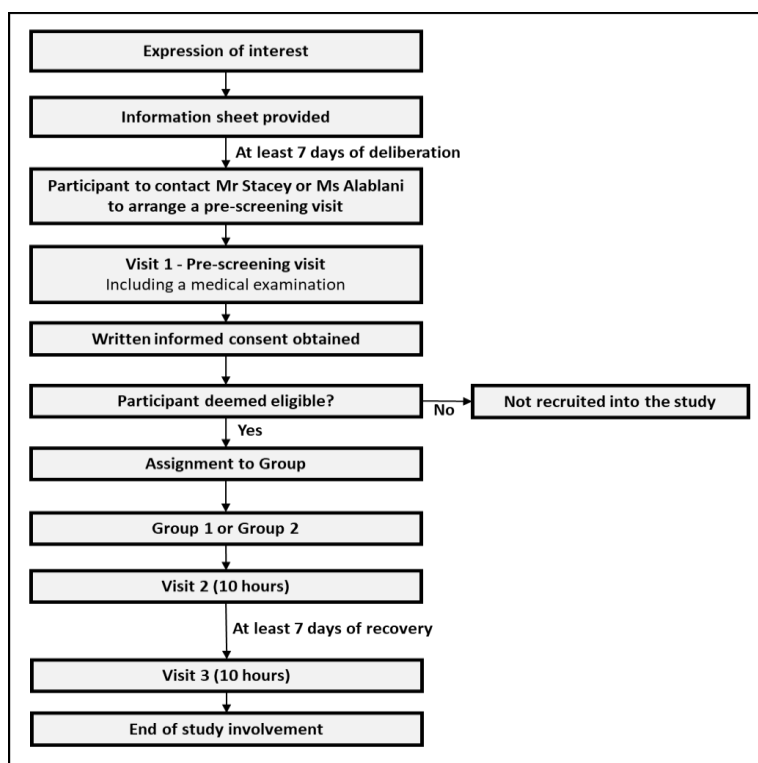 Expression of interest
Information sheet provided
At least 7 days of deliberation
Participant to contact Mr Stacey or Ms Alablani
to arrange a pre-screening visit
Visit 1 - Pre-screening visit
Including a medical examination
Written informed consent obtained
Participant deemed eligible?
No
Not recruited into the study
Yes
Assignment to Group
Group 1 or Group 2
Visit 2 (10 hours)
At least 7 days of recovery
Visit 3 (10 hours)
End of study involvement